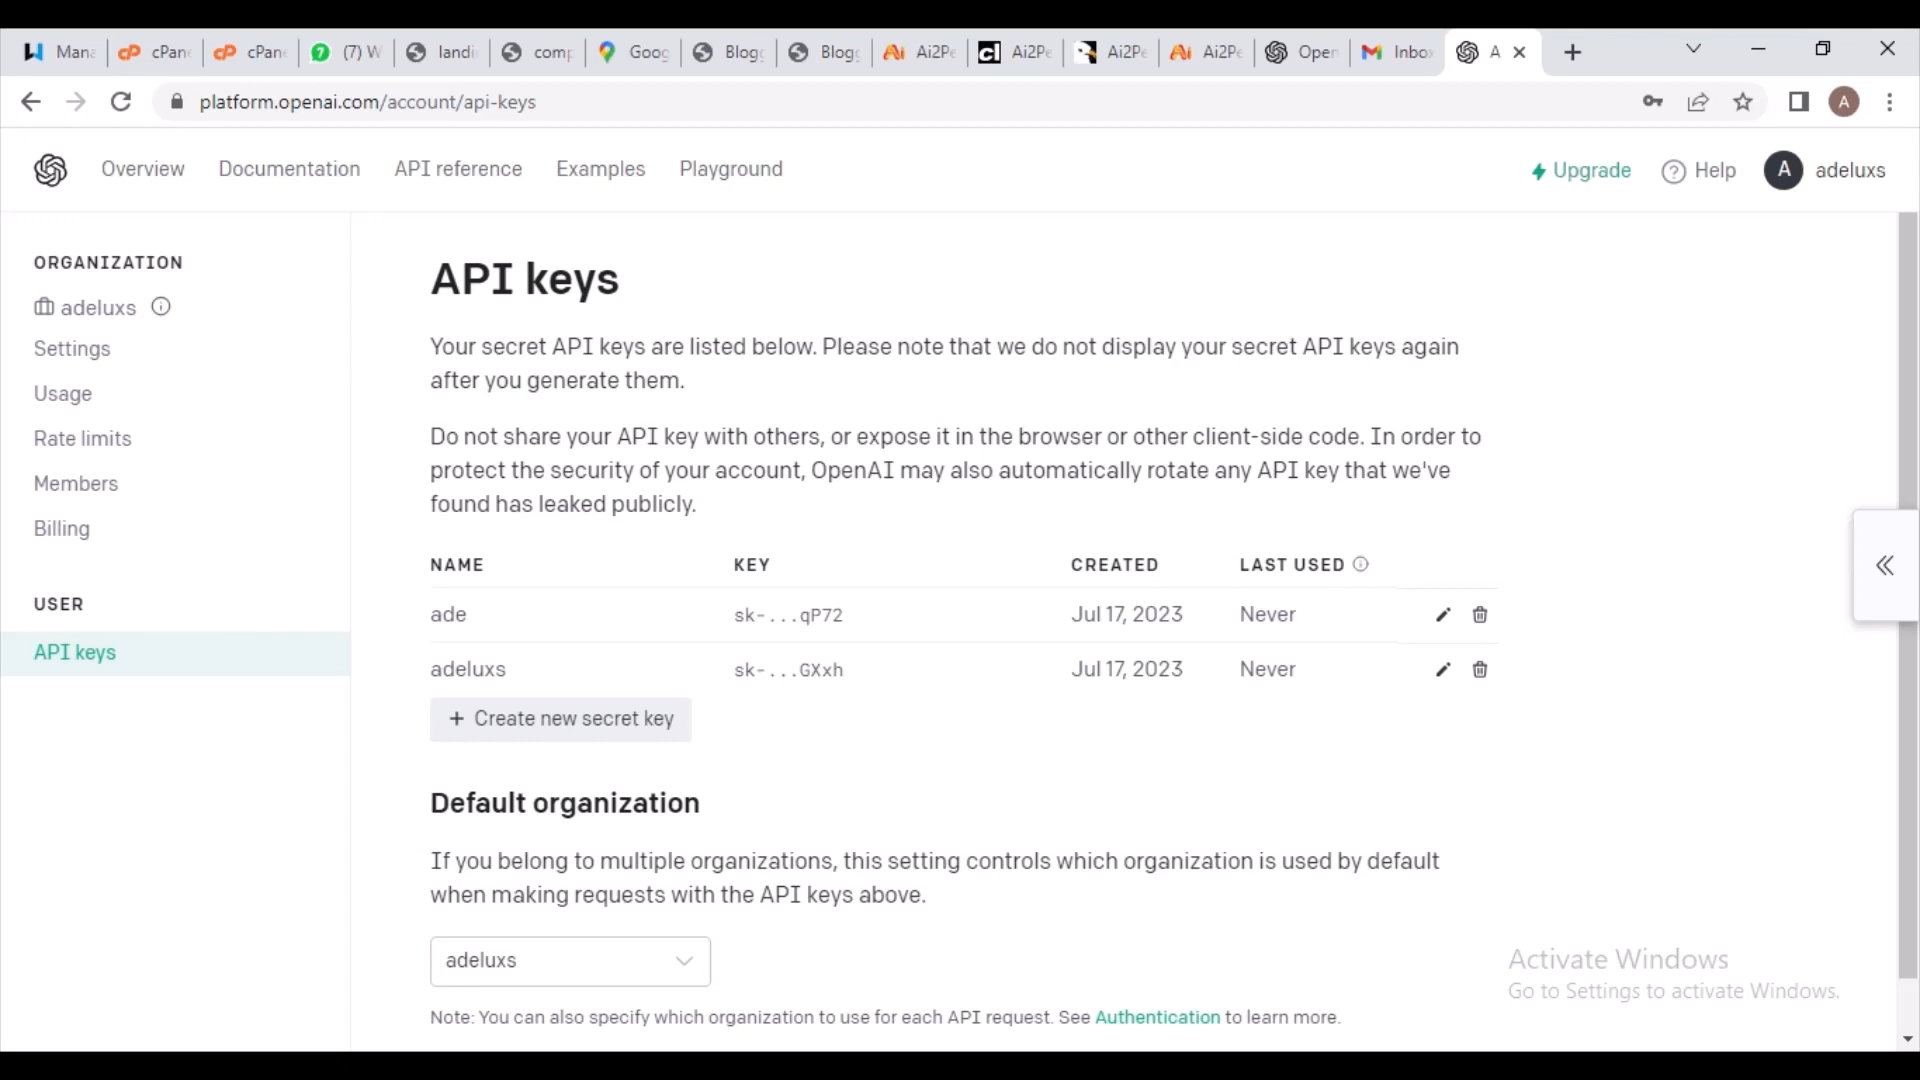 Mana
cPan
cPan
(7) W
landi
comp
Goog
Blogg
Blogg
Ai2Pe
Ai2Pe
Ai2Pe
Ai2Pe
Open
Inbox
A
platform.openai.com/account/api-keys
A
Overview
Documentation
API reference
Examples
Playground
Upgrade
Help
A
adeluxs
ORGANIZATION
adeluxs
Settings
Usage
Rate limits
Members
Billing
USER
API keys
API keys
Your secret API keys are listed below. Please note that we do not display your secret API keys again
after you generate them.
Do not share your API key with others, or expose it in the browser or other client-side code. In order to
protect the security of your account, OpenAI may also automatically rotate any API key that we've
found has leaked publicly.
NAME KEY CREATED LAST USED
ade sk-...qP72 Jul 17, 2023 Never
adeluxs sk-...GXxh Jul 17, 2023 Never
+ Create new secret key
Default organization
If you belong to multiple organizations, this setting controls which organization is used by default
when making requests with the API keys above.
adeluxs
Note: You can also specify which organization to use for each API request. See Authentication to learn more.
Activate Windows
Go to Settings to activate Windows.